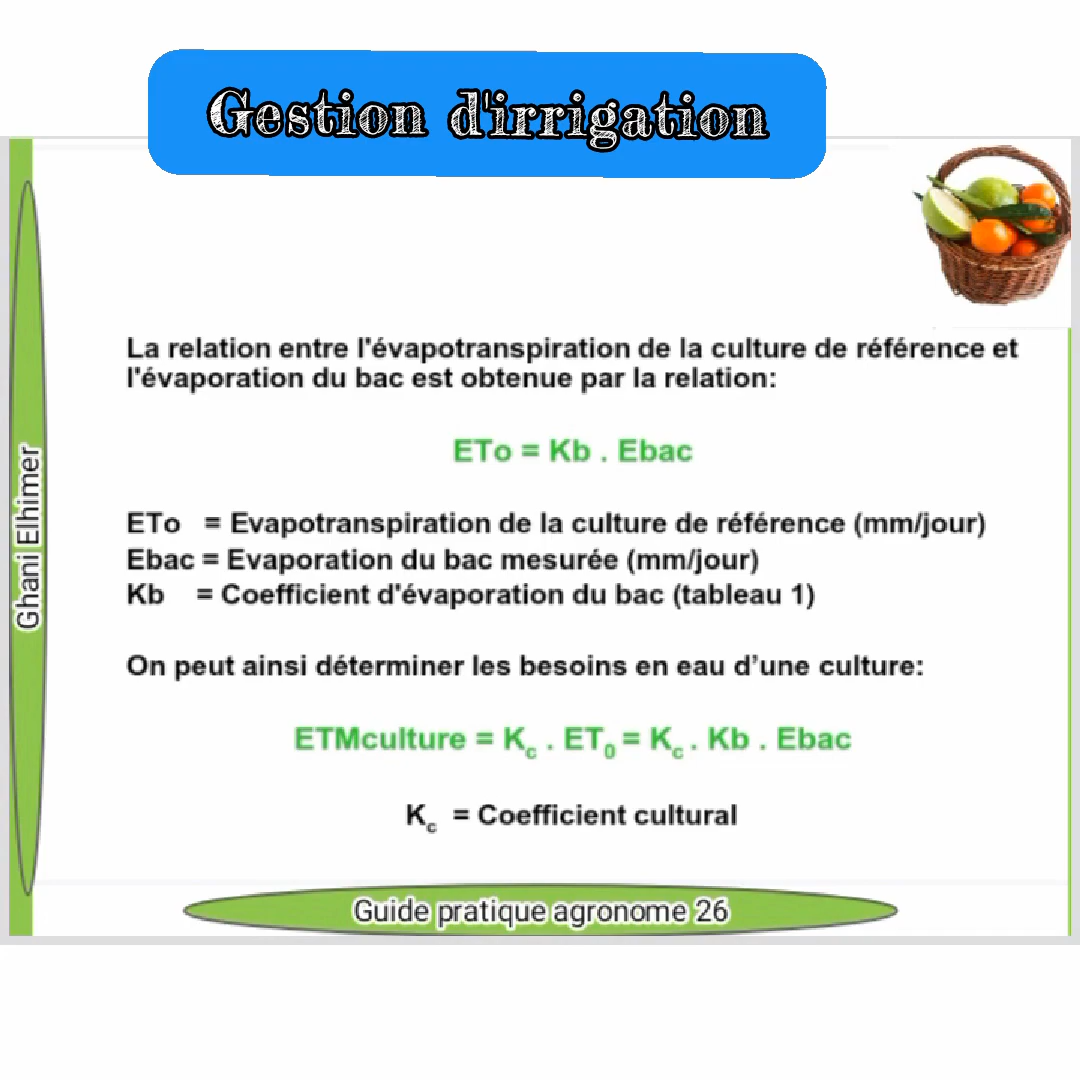 Gestion d'irrigation
La relation entre l'évapotranspiration de la culture de référence et
l'évaporation du bac est obtenue par la relation:
ETo = Kb . Ebac
ETo = Evapotranspiration de la culture de référence (mm/jour)
Ebac = Evaporation du bac mesurée (mm/jour)
Kb = Coefficient d'évaporation du bac (tableau 1)
On peut ainsi déterminer les besoins en eau d’une culture:
ETMculture = Kc . ET0 = Kc . Kb . Ebac
Kc = Coefficient cultural
Ghani Elhimer
Guide pratique agronome 26